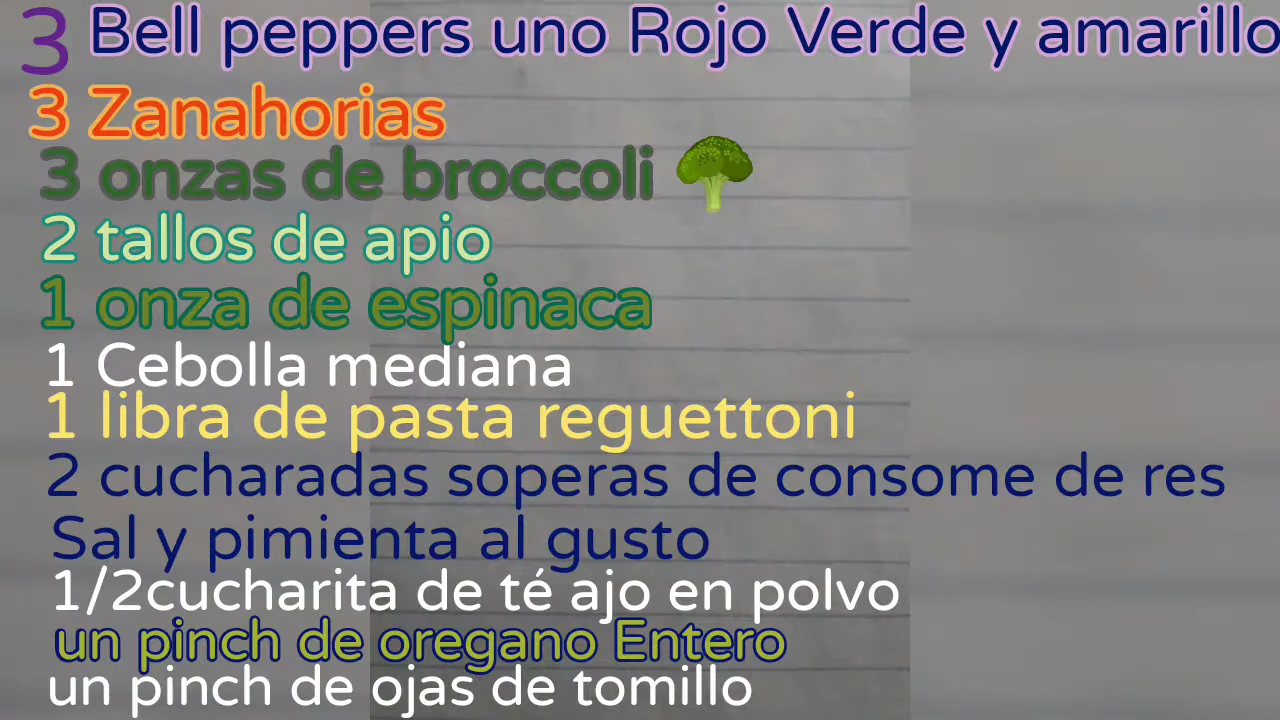 3 Bell peppers uno Rojo Verde y amarillo
3 Zanahorias
3 onzas de broccoli
2 tallos de apio
1 onza de espinaca
1 Cebolla mediana
1 libra de pasta reguettoni
2 cucharadas soperas de consome de res
Sal y pimienta al gusto
1/2cucharita de té ajo en polvo
un pinch de oregano Entero
un pinch de ojas de tomillo